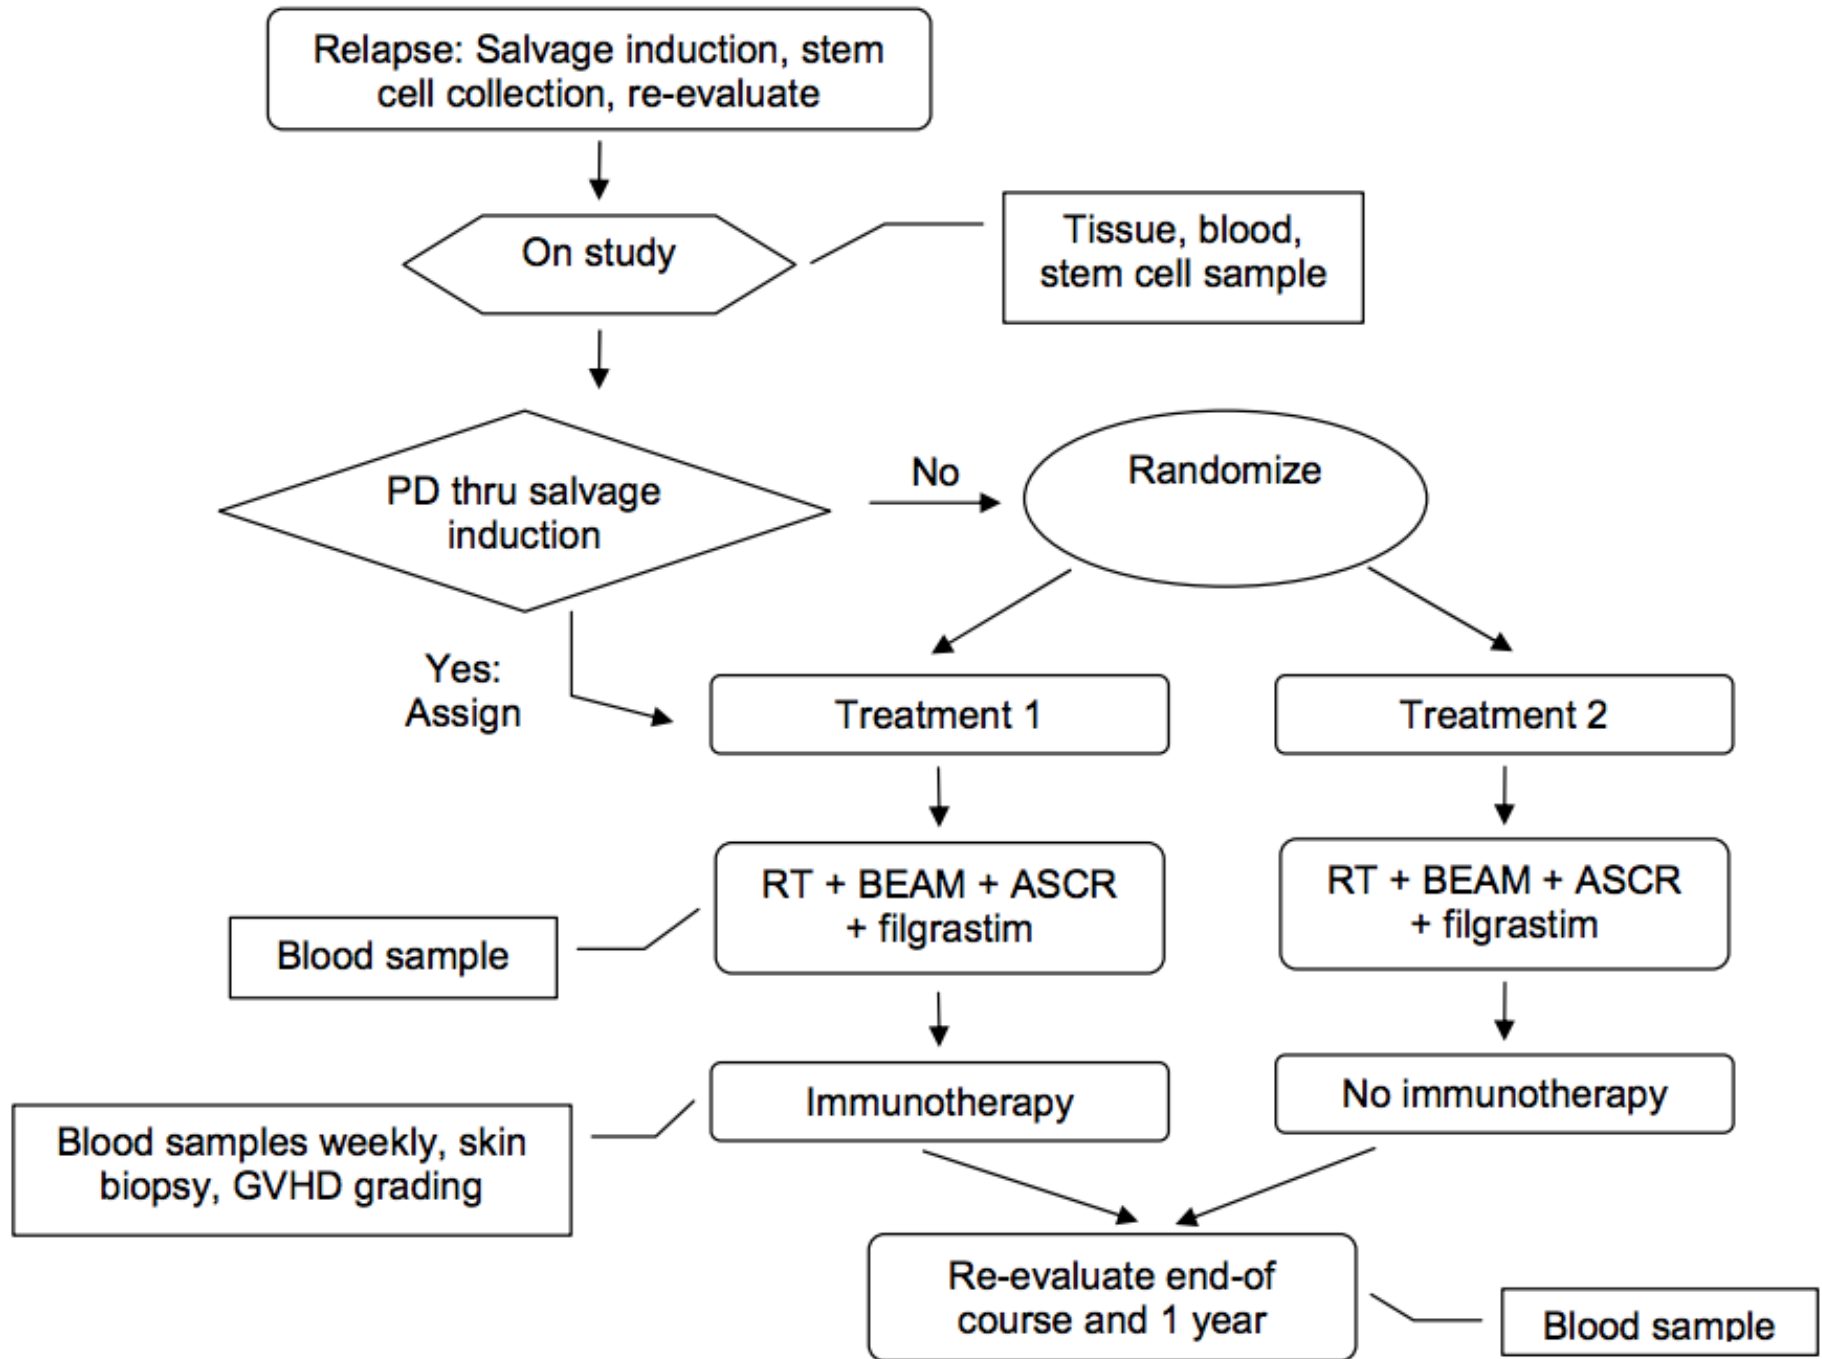 Relapse: Salvage induction, stem
cell collection, re-evaluate
On study
Tissue, blood,
stem cell sample
PD thru salvage
induction
No
Randomize
Yes:
Assign
Treatment 1
Treatment 2
RT + BEAM + ASCR
+ filgrastim
RT + BEAM + ASCR
+ filgrastim
Blood sample
Immunotherapy
No immunotherapy
Blood samples weekly, skin
biopsy, GVHD grading
Re-evaluate end-of
course and 1 year
Blood sample